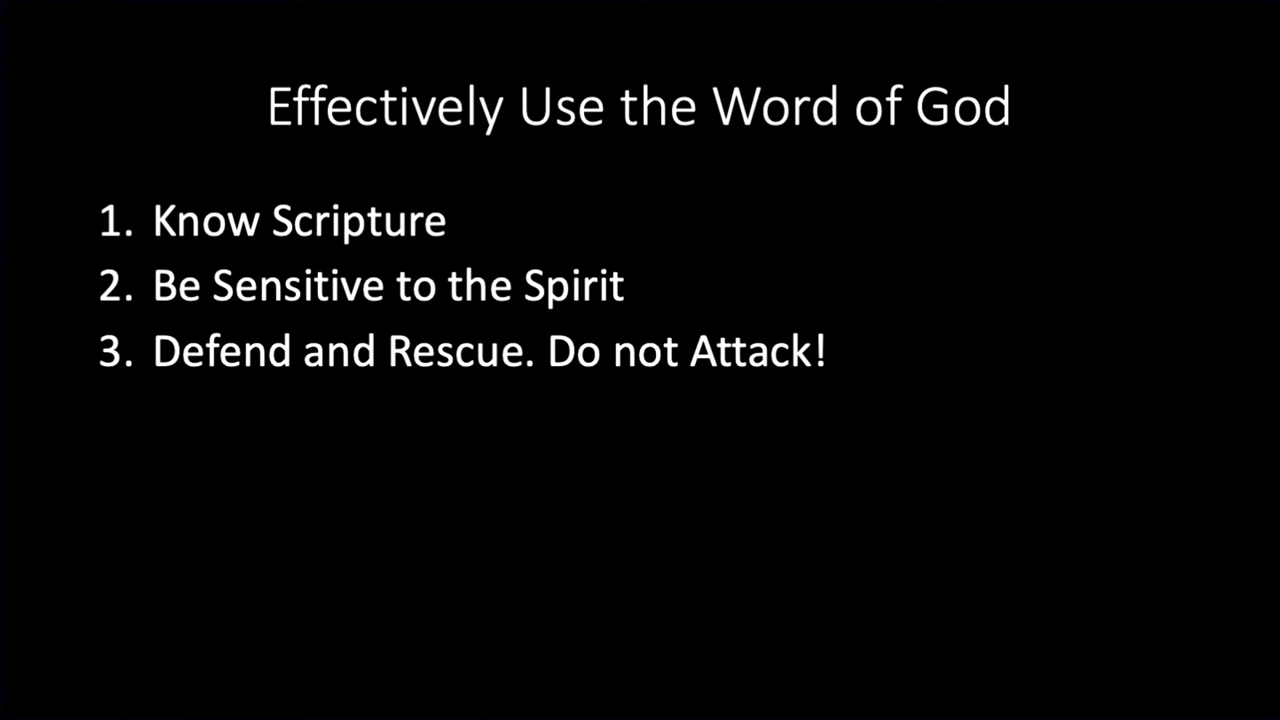 Effectively Use the Word of God
1. Know Scripture
2. Be Sensitive to the Spirit
3. Defend and Rescue. Do not Attack!